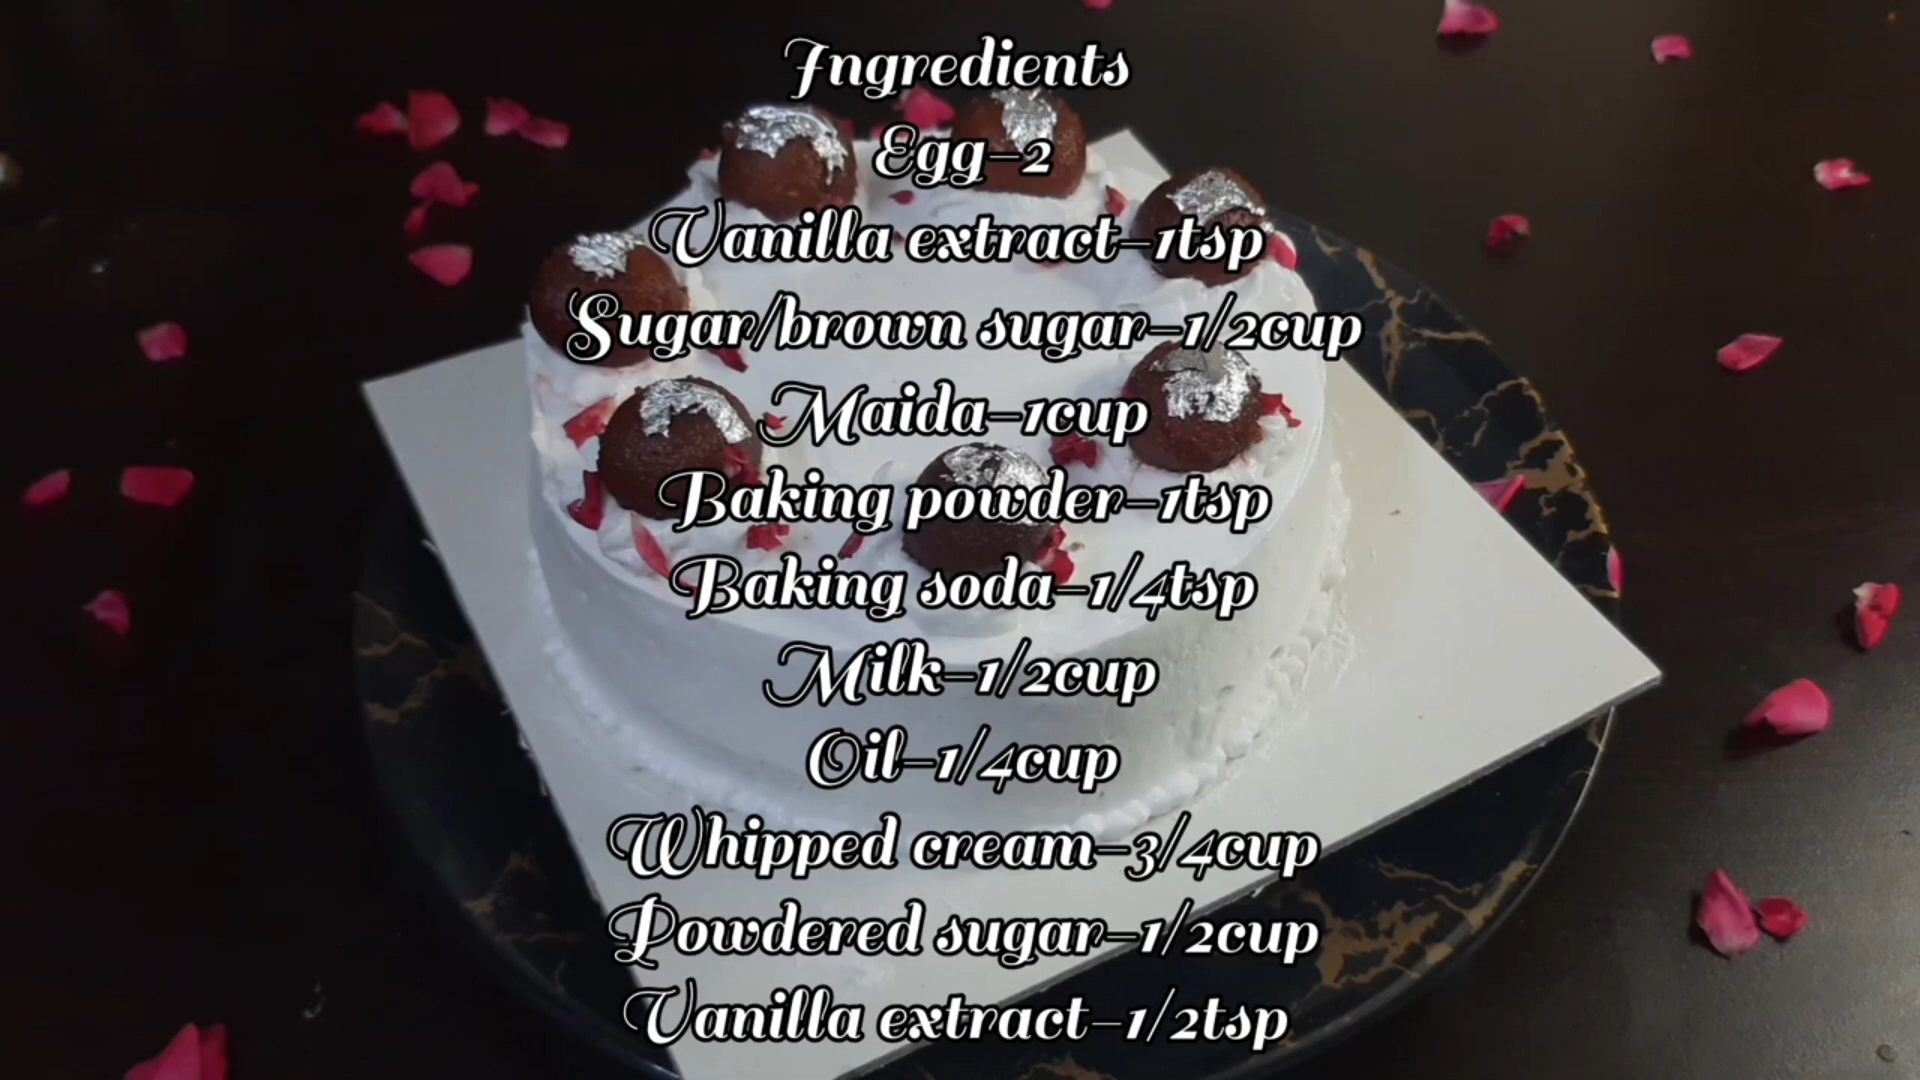 Ingredients
Egg-2
Vanilla extract-1tsp
Sugar/brown sugar-1/2cup
Maida-1cup
Baking powder-1tsp
Baking soda-1/4tsp
Milk-1/2cup
Oil-1/4cup
Whipped cream-3/4cup
Powdered sugar-1/2cup
Vanilla extract-1/2tsp